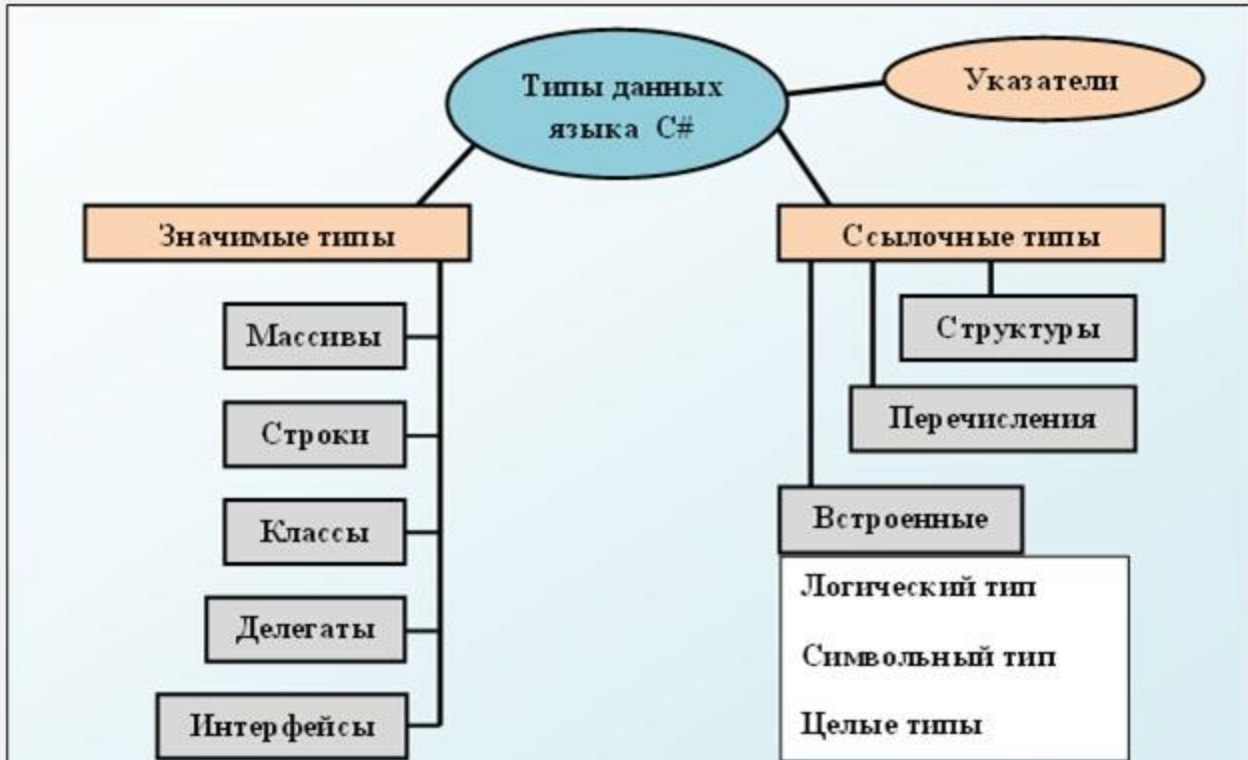 Типы данных
языка C#
Указатели
Значимые типы
Ссылочные типы
Массивы
Строки
Классы
Делегаты
Интерфейсы
Структуры
Перечисления
Встроенные
Логический тип
Символьный тип
Целые типы